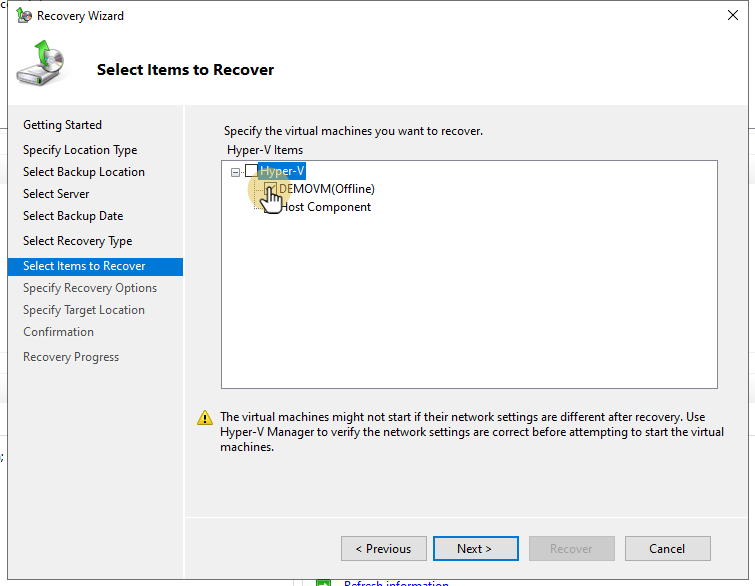 Recovery Wizard
Select Items to Recover
Getting Started
Specify Location Type
Select Backup Location
Select Server
Select Backup Date
Select Recovery Type
Select Items to Recover
Specify Recovery Options
Specify Target Location
Confirmation
Recovery Progress
Specify the virtual machines you want to recover.
Hyper-V Items
Hyper-V
DEMOVM(Offline)
Host Component
The virtual machines might not start if their network settings are different after recovery. Use
Hyper-V Manager to verify the network settings are correct before attempting to start the virtual
machines.
< Previous
Next >
Recover
Cancel
Refresh information